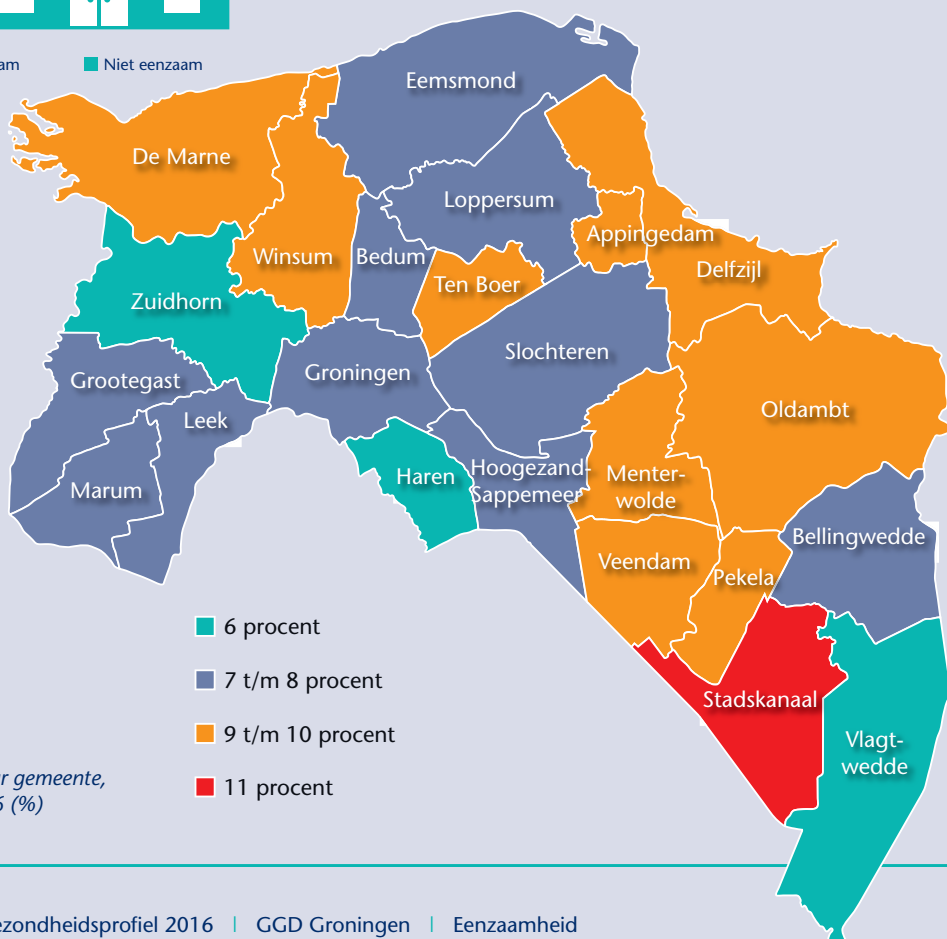 am
Niet eenzaam
Eemsmond
De Marne
Loppersum
Appingedam
Winsum
Bedum
Delfzijl
Ten Boer
Zuidhorn
Slochteren
Groningen
Grootegast
Oldambt
Leek
Hoogezand-
Sappemeer
Haren
Menter-
wolde
Marum
Bellingwedde
Veendam
Pekela
6 procent
7 t/m 8 procent
Stadskanaal
9 t/m 10 procent
Vlagt-
wedde
11 procent
r gemeente,
6 (%)
ezondheidsprofiel 2016 | GGD Groningen | Eenzaamheid